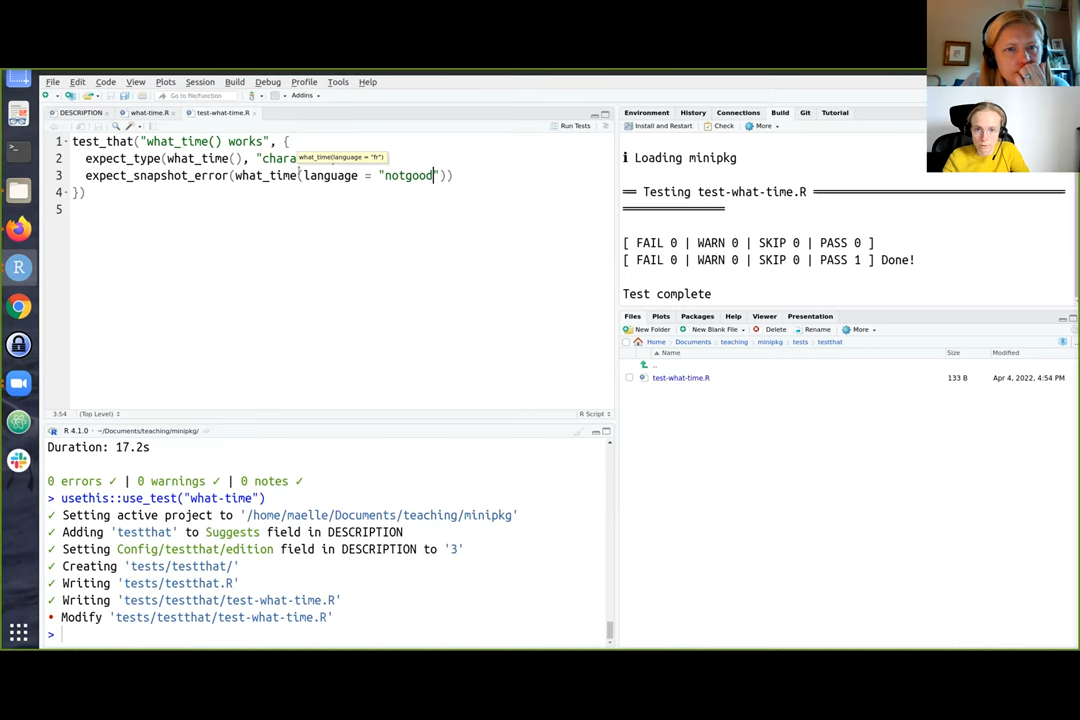 File Edit Code View Plots Session Build Debug Profile Tools Help
Go to file/function Addins
DESCRIPTION what-time.R test-what-time.R
Run Tests
1 test_that("what_time() works", {
what_time(language = "fr")
2 expect_type(what_time(), "chara
3 expect_snapshot_error(what_time(language = "notgood"))
4 })
5
3:54 (Top Level) R Script
R 4.1.0 · ~/Documents/teaching/minipkg/
Duration: 17.2s
0 errors ✓ | 0 warnings ✓ | 0 notes ✓
> usethis::use_test("what-time")
✓ Setting active project to '/home/maelle/Documents/teaching/minipkg'
✓ Adding 'testthat' to Suggests field in DESCRIPTION
✓ Setting Config/testthat/edition field in DESCRIPTION to '3'
✓ Creating 'tests/testthat/'
✓ Writing 'tests/testthat.R'
✓ Writing 'tests/testthat/test-what-time.R'
• Modify 'tests/testthat/test-what-time.R'
>
Environment History Connections Build Git Tutorial
Install and Restart Check More
ℹ Loading minipkg
══ Testing test-what-time.R ══════════
[ FAIL 0 | WARN 0 | SKIP 0 | PASS 0 ]
[ FAIL 0 | WARN 0 | SKIP 0 | PASS 1 ] Done!
Test complete
Files Plots Packages Help Viewer Presentation
New Folder New Blank File Delete Rename More
Home Documents teaching minipkg tests testthat
Name Size Modified
..
test-what-time.R 133 B Apr 4, 2022, 4:54 PM